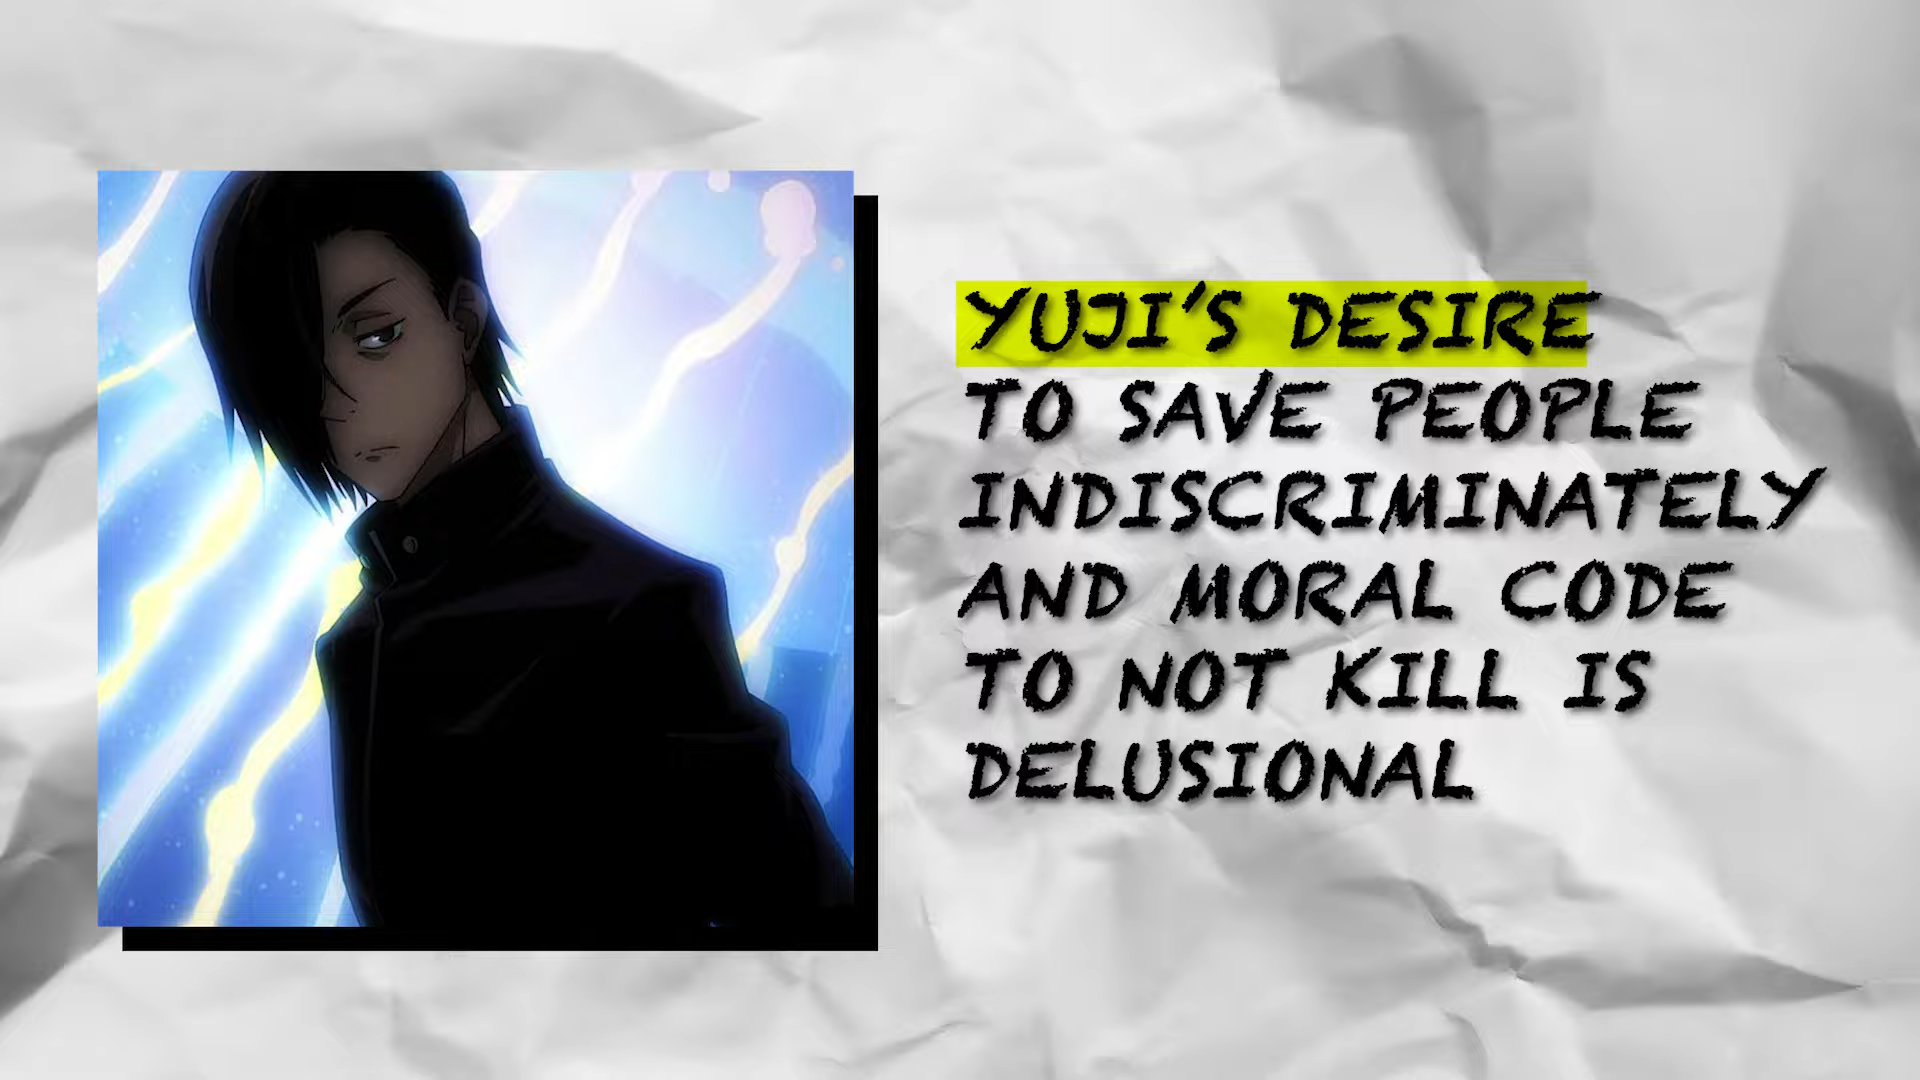 YUJI'S DESIRE
TO SAVE PEOPLE
INDISCRIMINATELY
AND MORAL CODE
TO NOT KILL IS
DELUSIONAL